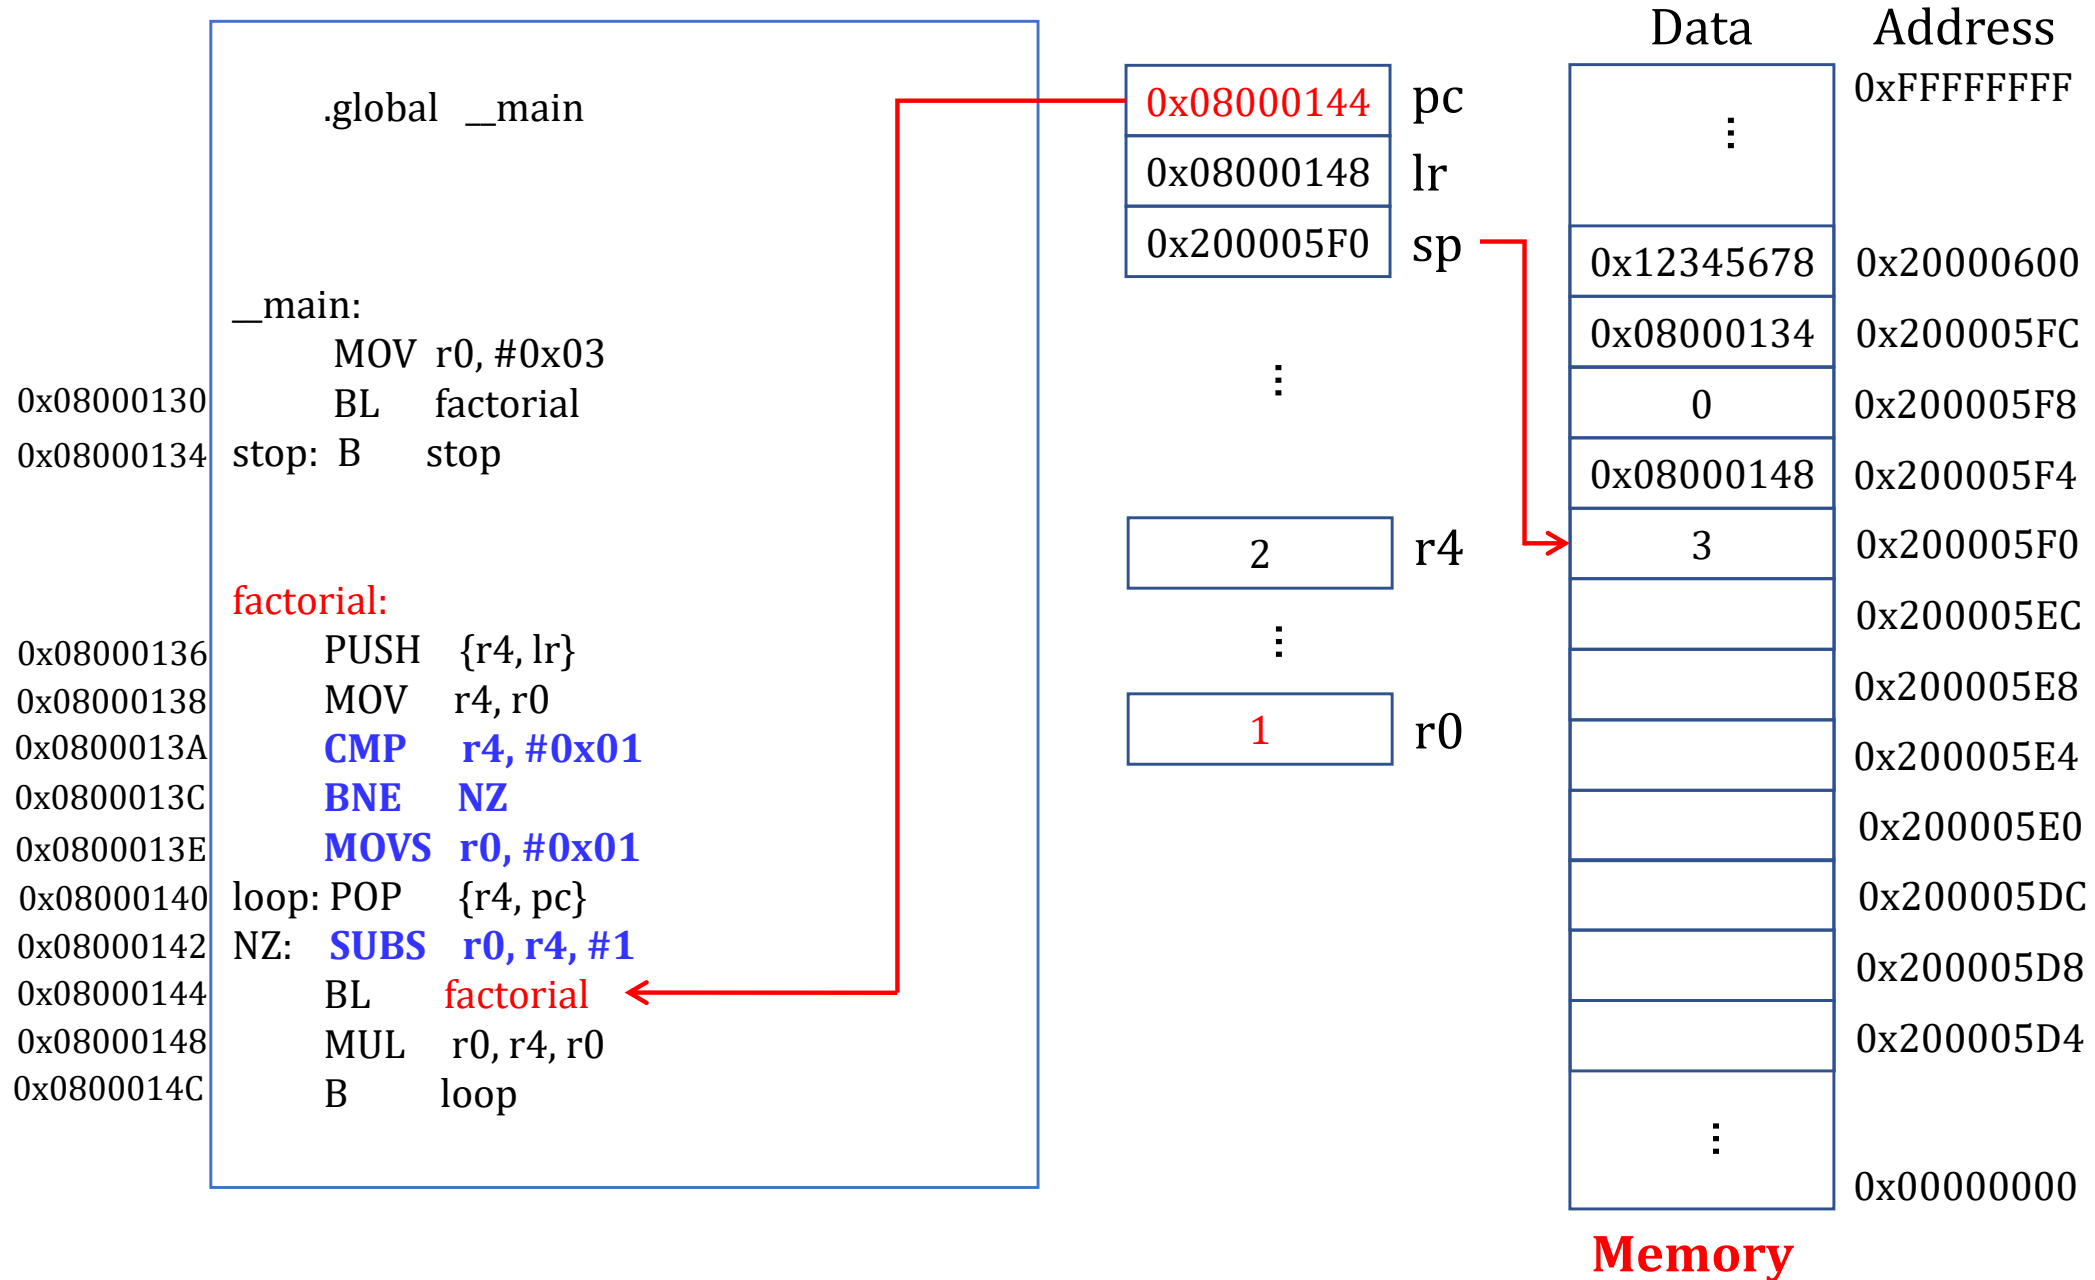 .global __main
__main:
MOV r0, #0x03
0x08000130 BL factorial
0x08000134 stop: B stop
factorial:
0x08000136 PUSH {r4, lr}
0x08000138 MOV r4, r0
0x0800013A CMP r4, #0x01
0x0800013C BNE NZ
0x0800013E MOVS r0, #0x01
0x08000140 loop: POP {r4, pc}
0x08000142 NZ: SUBS r0, r4, #1
0x08000144 BL factorial
0x08000148 MUL r0, r4, r0
0x0800014C B loop
0x08000144 pc
0x08000148 lr
0x200005F0 sp
⋮
2 r4
⋮
1 r0
Data Address
0xFFFFFFFF
⋮
0x12345678 0x20000600
0x08000134 0x200005FC
0 0x200005F8
0x08000148 0x200005F4
3 0x200005F0
0x200005EC
0x200005E8
0x200005E4
0x200005E0
0x200005DC
0x200005D8
0x200005D4
⋮
0x00000000
Memory